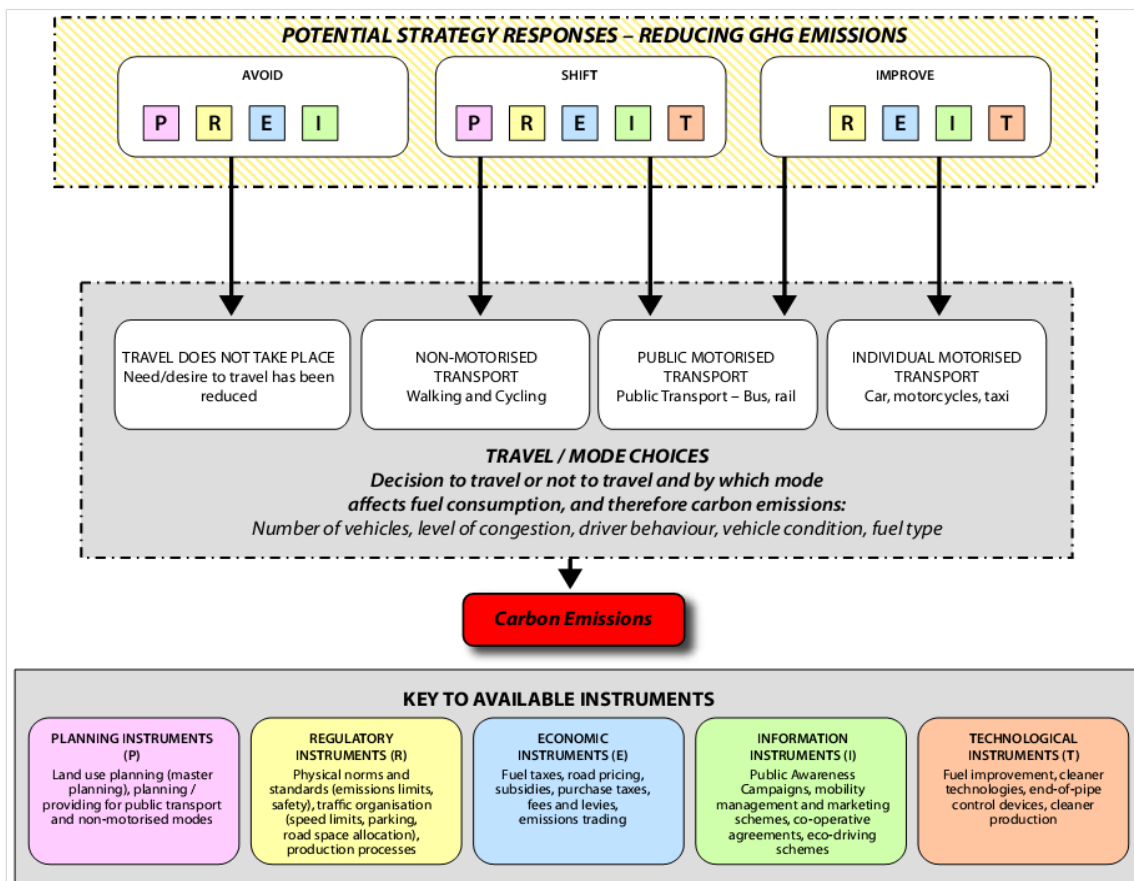 POTENTIAL STRATEGY RESPONSES – REDUCING GHG EMISSIONS
AVOID
P R E I
SHIFT
P R E I T
IMPROVE
R E I T
TRAVEL DOES NOT TAKE PLACE
Need/desire to travel has been
reduced
NON-MOTORISED
TRANSPORT
Walking and Cycling
PUBLIC MOTORISED
TRANSPORT
Public Transport – Bus, rail
INDIVIDUAL MOTORISED
TRANSPORT
Car, motorcycles, taxi
TRAVEL / MODE CHOICES
Decision to travel or not to travel and by which mode
affects fuel consumption, and therefore carbon emissions:
Number of vehicles, level of congestion, driver behaviour, vehicle condition, fuel type
Carbon Emissions
KEY TO AVAILABLE INSTRUMENTS
PLANNING INSTRUMENTS
(P)
Land use planning (master
planning), planning /
providing for public transport
and non-motorised modes
REGULATORY
INSTRUMENTS (R)
Physical norms and
standards (emissions limits,
safety), traffic organisation
(speed limits, parking,
road space allocation),
production processes
ECONOMIC
INSTRUMENTS (E)
Fuel taxes, road pricing,
subsidies, purchase taxes,
fees and levies,
emissions trading
INFORMATION
INSTRUMENTS (I)
Public Awareness
Campaigns, mobility
management and marketing
schemes, co-operative
agreements, eco-driving
schemes
TECHNOLOGICAL
INSTRUMENTS (T)
Fuel improvement, cleaner
technologies, end-of-pipe
control devices, cleaner
production